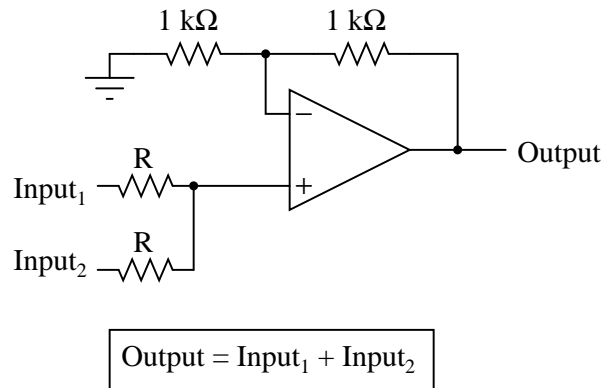 1 kΩ 1 kΩ
−
Output
R
+
Input₁
R
Input₂
Output = Input₁ + Input₂